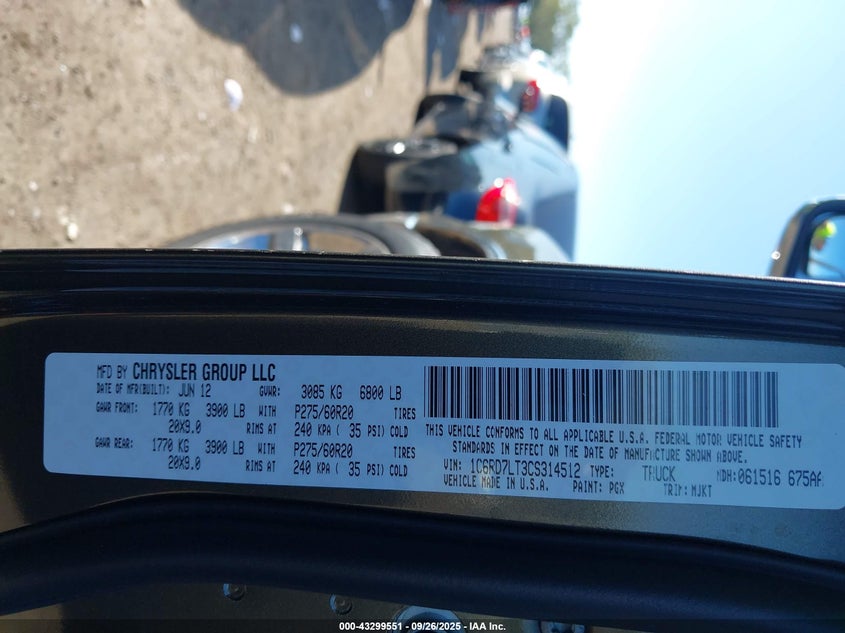 MFD BY CHRYSLER GROUP LLC
DATE OF MFR(BUILT): JUN 12 GVWR: 3085 KG 6800 LB
GAWR FRONT: 1770 KG 3900 LB WITH P275/60R20 TIRES
20X9.0 RIMS AT 240 KPA ( 35 PSI) COLD
GAWR REAR: 1770 KG 3900 LB WITH P275/60R20 TIRES
20X9.0 RIMS AT 240 KPA ( 35 PSI) COLD
THIS VEHICLE CONFORMS TO ALL APPLICABLE U.S.A. FEDERAL MOTOR VEHICLE SAFETY
STANDARDS IN EFFECT ON THE DATE OF MANUFACTURE SHOWN ABOVE.
VIN: 1C6RD7LT3CS314512 TYPE: TRUCK MDH: 061516 675AA
VEHICLE MADE IN U.S.A. PAINT: PGX TRIM: MJKT
000-43299551 - 09/26/2025 - IAA Inc.